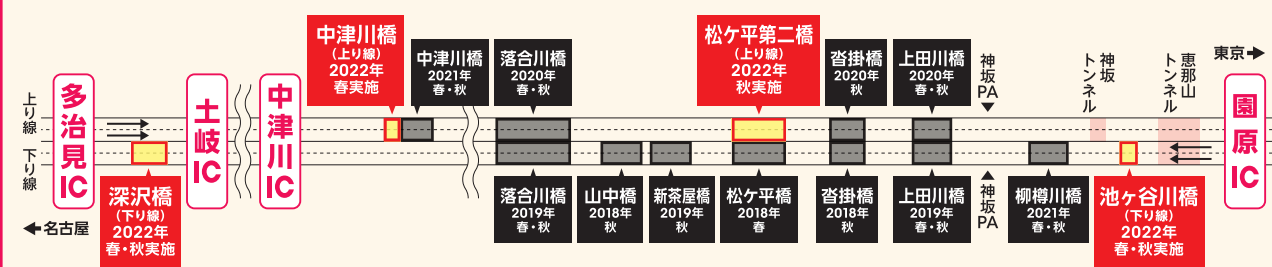 中津川橋
(上り線)
2022年
春実施
中津川橋
2021年
春・秋
落合川橋
2020年
春・秋
松ケ平第二橋
(上り線)
2022年
秋実施
沓掛橋
2020年
秋
上田川橋
2020年
春・秋
神坂PA
神坂
トンネル
恵那山
トンネル
東京
上り線
下り線
多治見IC
土岐IC
中津川IC
園原IC
名古屋
深沢橋
(下り線)
2022年
春・秋実施
落合川橋
2019年
春・秋
山中橋
2018年
秋
新茶屋橋
2019年
秋
松ケ平橋
2018年
春
沓掛橋
2018年
秋
上田川橋
2019年
春・秋
神坂PA
柳樽川橋
2021年
春・秋
池ヶ谷川橋
(下り線)
2022年
春・秋実施